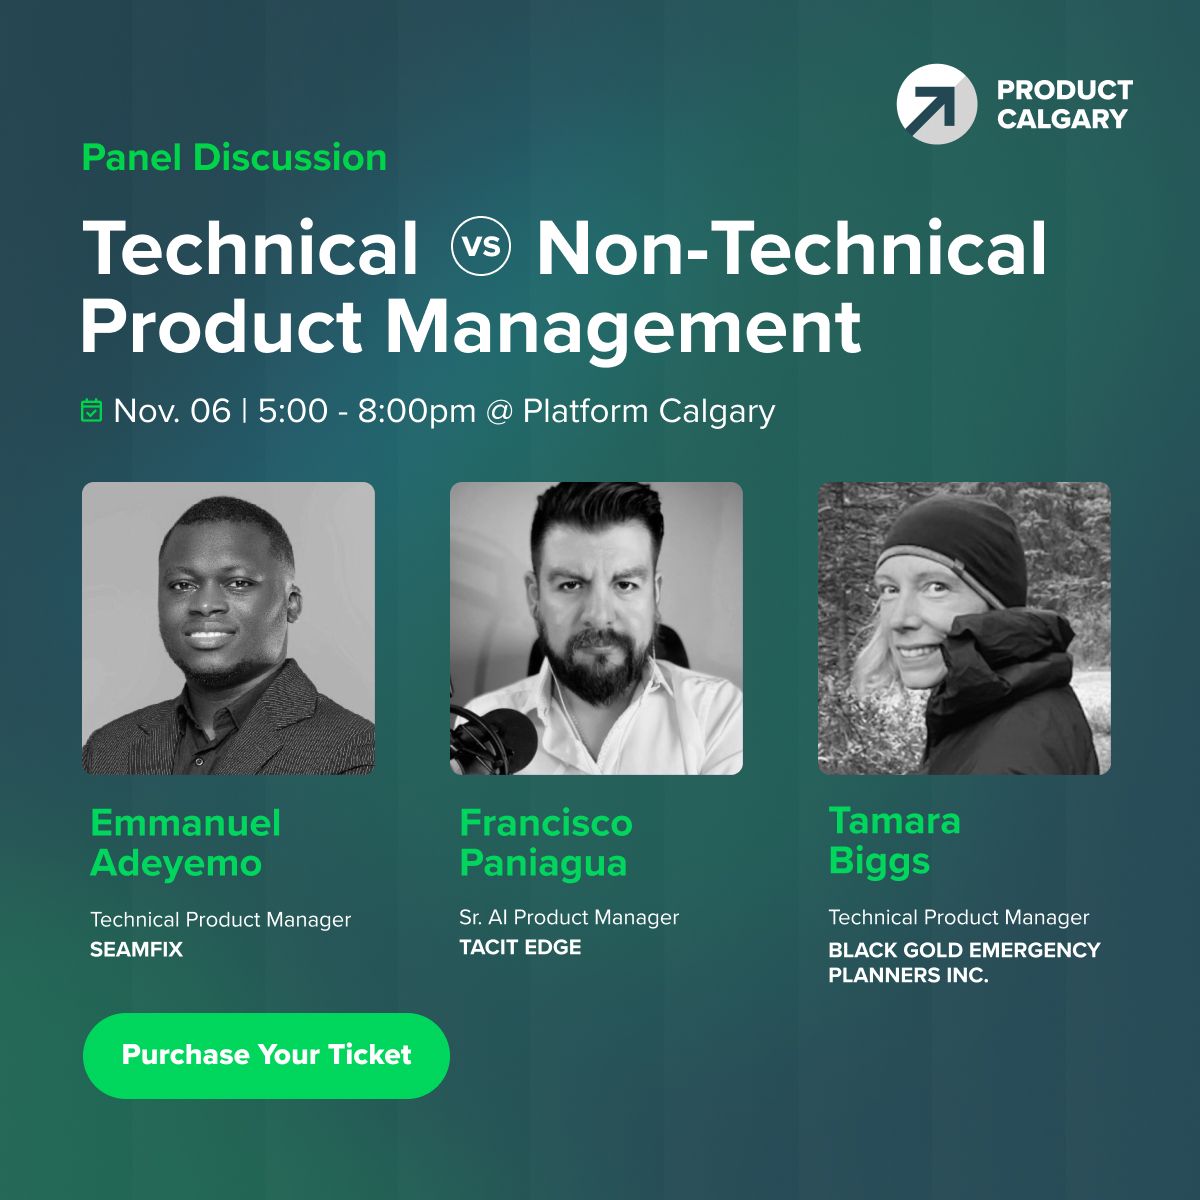 PRODUCT
CALGARY
Panel Discussion
Technical VS Non-Technical
Product Management
Nov. 06 | 5:00 - 8:00pm @ Platform Calgary
Emmanuel
Adeyemo
Technical Product Manager
SEAMFIX
Francisco
Paniagua
Sr. AI Product Manager
TACIT EDGE
Tamara
Biggs
Technical Product Manager
BLACK GOLD EMERGENCY
PLANNERS INC.
Purchase Your Ticket